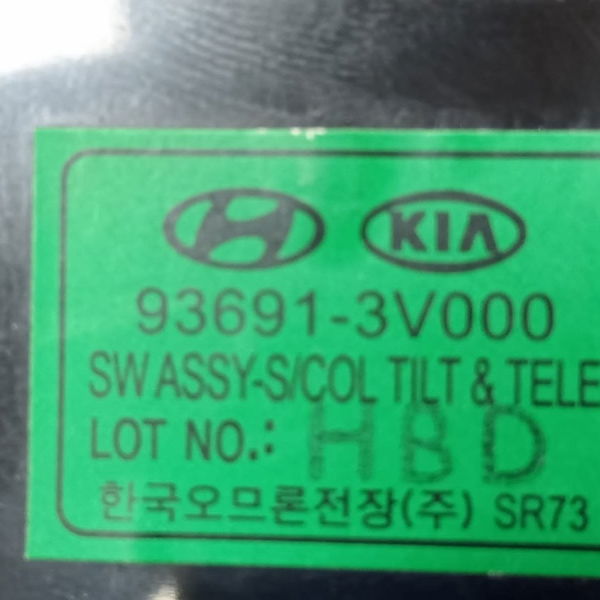 KIA
93691-3V000
SW ASSY-S/COL TILT & TELE
LOT NO.: HBD
한국오므론전장(주) SR73